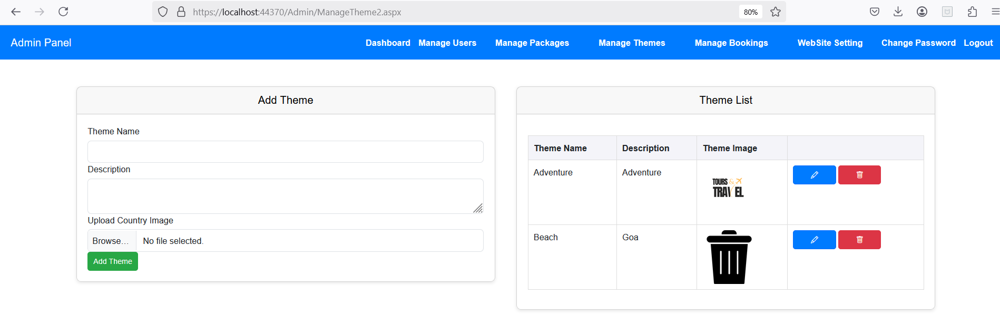 https://localhost:44370/Admin/ManageTheme2.aspx 80%
Admin Panel Dashboard Manage Users Manage Packages Manage Themes Manage Bookings WebSite Setting Change Password Logout
Add Theme
Theme Name
Description
Upload Country Image
Browse... No file selected.
Add Theme
Theme List
Theme Name Description Theme Image
Adventure Adventure
TOURS &
TRAVEL
Beach Goa